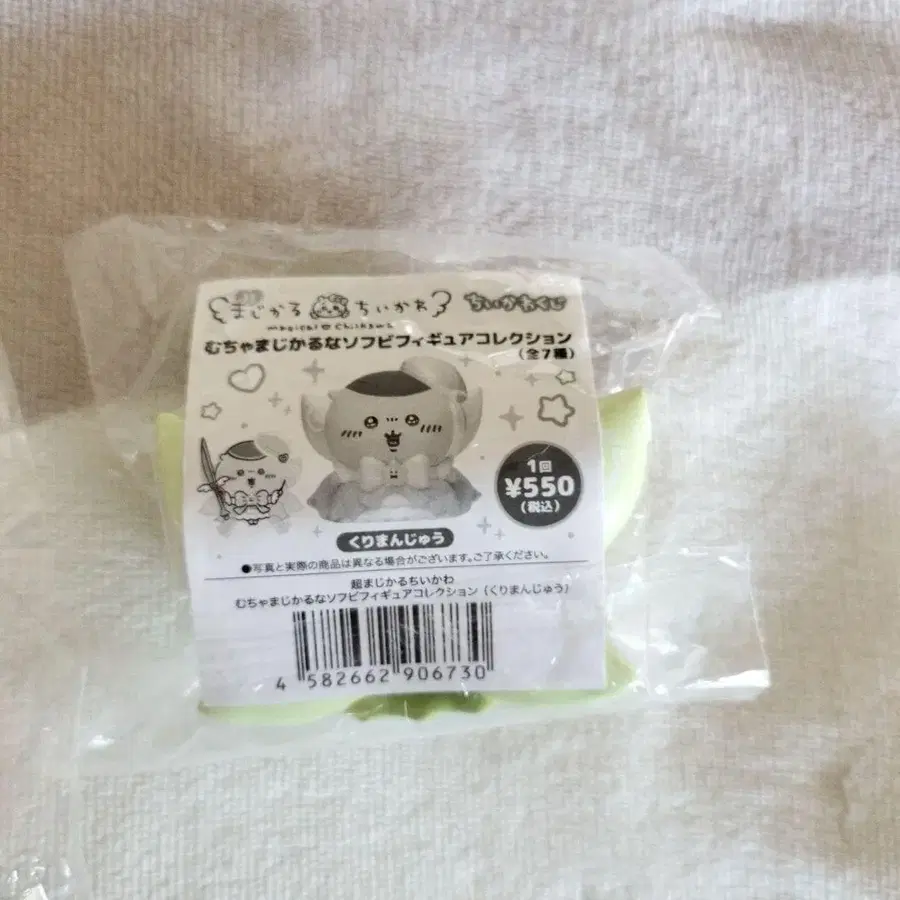 超まじかるちいかわ ちいかわくじ
magical Chiikawa
むちゃまじかるなソフビフィギュアコレクション
(全7種)
1回
¥550
(税込)
くりまんじゅう
●写真と実際の商品は異なる場合がございます。ご了承ください。
超まじかるちいかわ
むちゃまじかるなソフビフィギュアコレクション(くりまんじゅう)
4 582662 906730